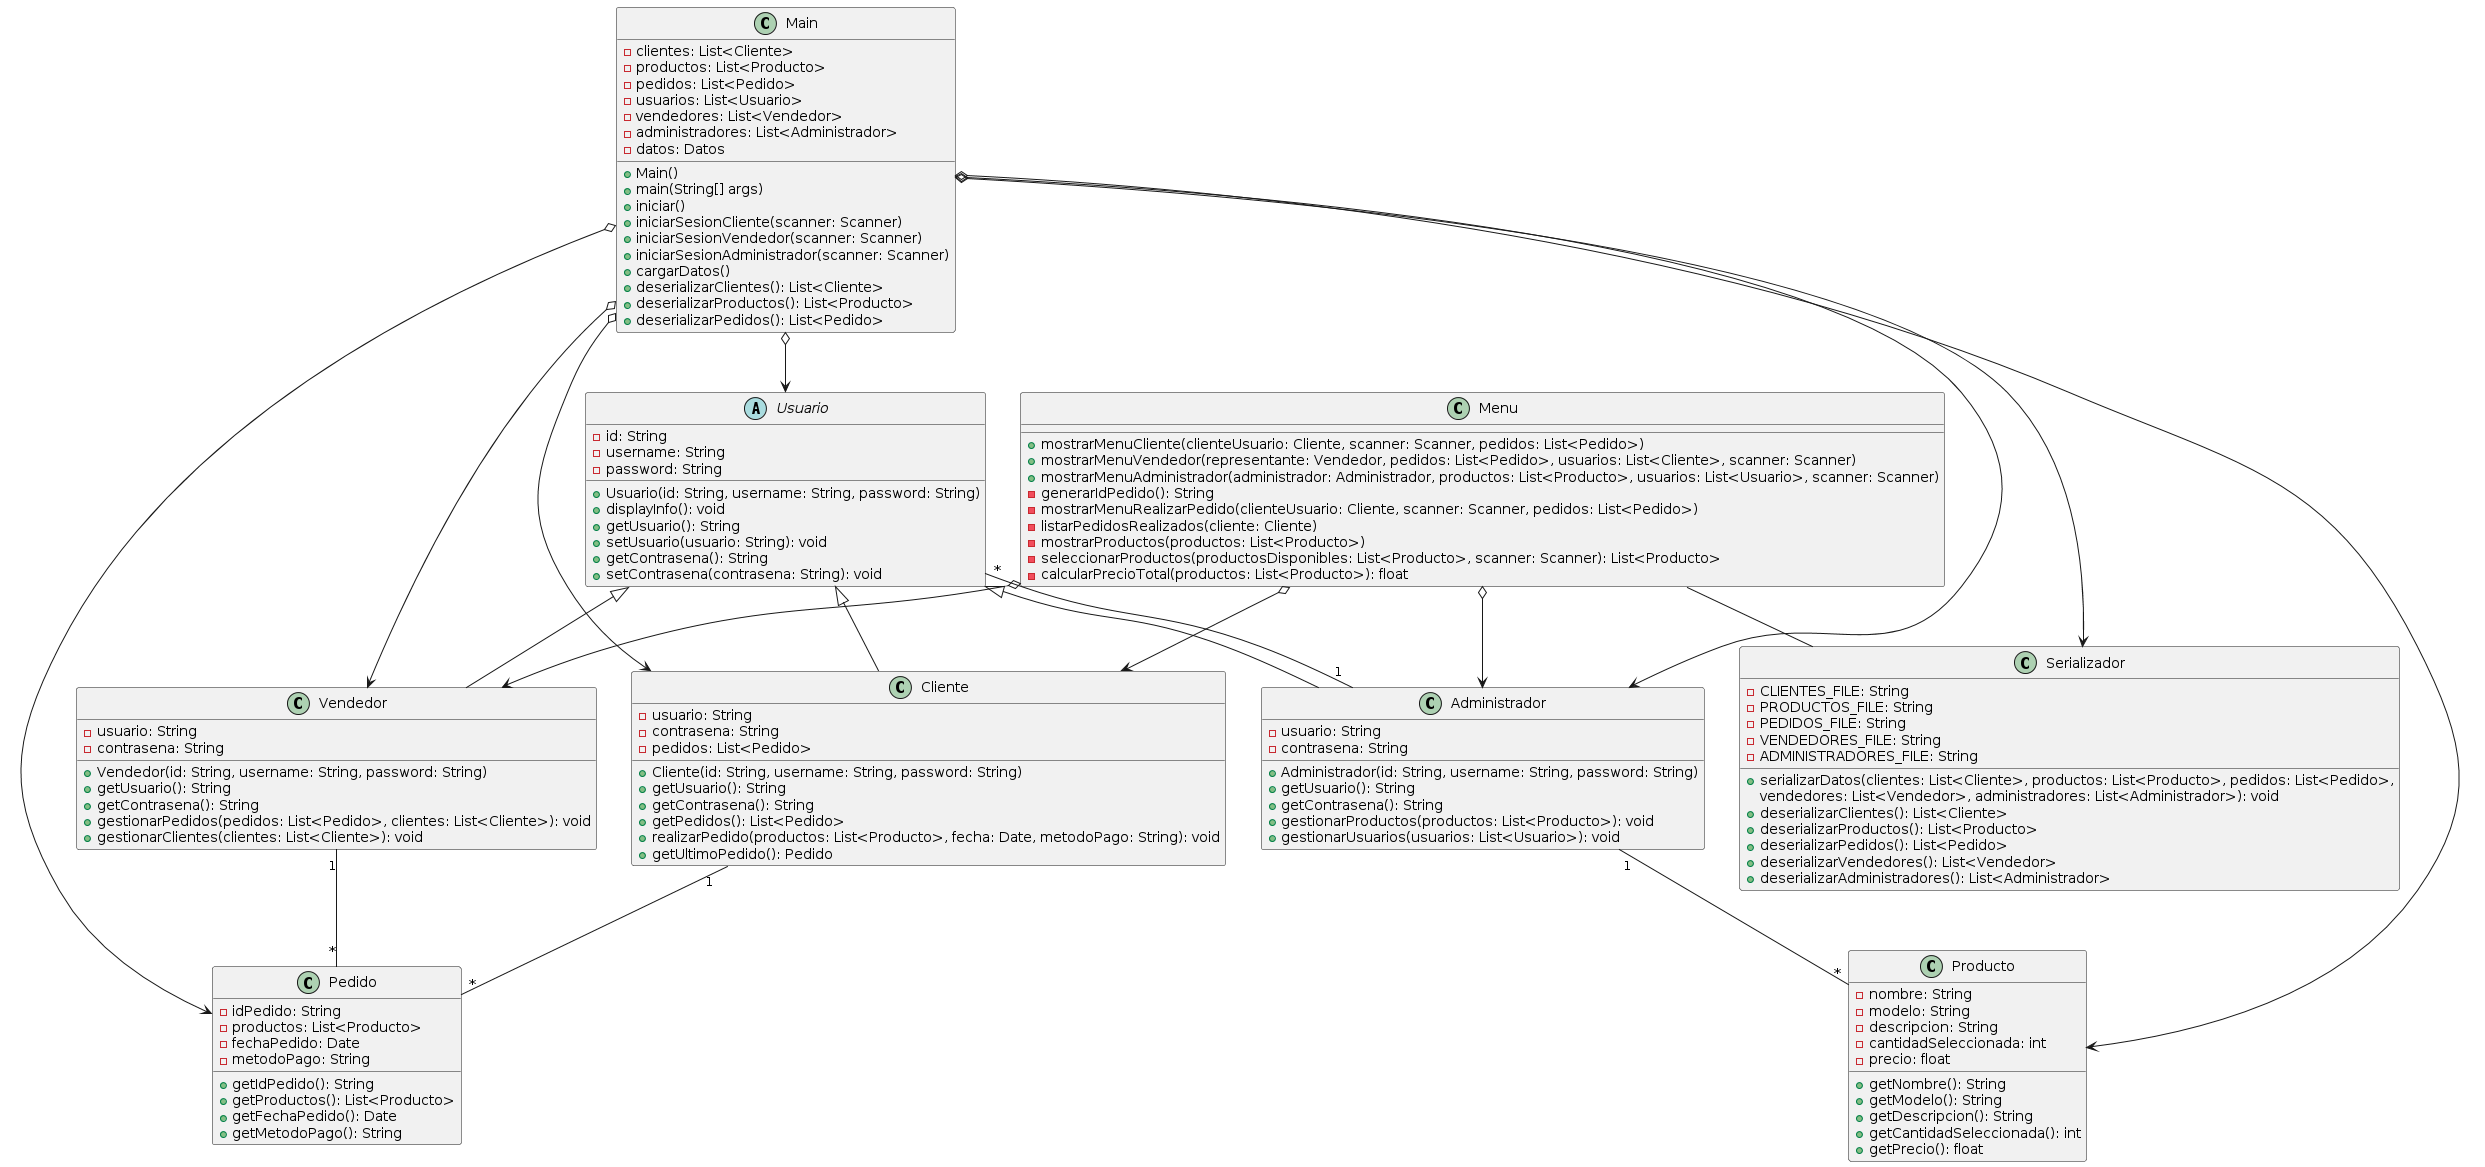 C Main
clientes: List<Cliente>
productos: List<Producto>
pedidos: List<Pedido>
usuarios: List<Usuario>
vendedores: List<Vendedor>
administradores: List<Administrador>
datos: Datos
Main()
main(String[] args)
iniciar()
iniciarSesionCliente(scanner: Scanner)
iniciarSesionVendedor(scanner: Scanner)
iniciarSesionAdministrador(scanner: Scanner)
cargarDatos()
deserializarClientes(): List<Cliente>
deserializarProductos(): List<Producto>
deserializarPedidos(): List<Pedido>
A Usuario
id: String
username: String
password: String
Usuario(id: String, username: String, password: String)
displayInfo(): void
getUsuario(): String
setUsuario(usuario: String): void
getContrasena(): String
setContrasena(contrasena: String): void
C Menu
mostrarMenuCliente(clienteUsuario: Cliente, scanner: Scanner, pedidos: List<Pedido>)
mostrarMenuVendedor(representante: Vendedor, pedidos: List<Pedido>, usuarios: List<Cliente>, scanner: Scanner)
mostrarMenuAdministrador(administrador: Administrador, productos: List<Producto>, usuarios: List<Usuario>, scanner: Scanner)
generarIdPedido(): String
mostrarMenuRealizarPedido(clienteUsuario: Cliente, scanner: Scanner, pedidos: List<Pedido>)
listarPedidosRealizados(cliente: Cliente)
mostrarProductos(productos: List<Producto>)
seleccionarProductos(productosDisponibles: List<Producto>, scanner: Scanner): List<Producto>
calcularPrecioTotal(productos: List<Producto>): float
*
1
C Vendedor
usuario: String
contrasena: String
Vendedor(id: String, username: String, password: String)
getUsuario(): String
getContrasena(): String
gestionarPedidos(pedidos: List<Pedido>, clientes: List<Cliente>): void
gestionarClientes(clientes: List<Cliente>): void
C Cliente
usuario: String
contrasena: String
pedidos: List<Pedido>
Cliente(id: String, username: String, password: String)
getUsuario(): String
getContrasena(): String
getPedidos(): List<Pedido>
realizarPedido(productos: List<Producto>, fecha: Date, metodoPago: String): void
getUltimoPedido(): Pedido
C Administrador
usuario: String
contrasena: String
Administrador(id: String, username: String, password: String)
getUsuario(): String
getContrasena(): String
gestionarProductos(productos: List<Producto>): void
gestionarUsuarios(usuarios: List<Usuario>): void
C Serializador
CLIENTES_FILE: String
PRODUCTOS_FILE: String
PEDIDOS_FILE: String
VENDEDORES_FILE: String
ADMINISTRADORES_FILE: String
serializarDatos(clientes: List<Cliente>, productos: List<Producto>, pedidos: List<Pedido>,
vendedores: List<Vendedor>, administradores: List<Administrador>): void
deserializarClientes(): List<Cliente>
deserializarProductos(): List<Producto>
deserializarPedidos(): List<Pedido>
deserializarVendedores(): List<Vendedor>
deserializarAdministradores(): List<Administrador>
1
*
1
*
1
*
C Pedido
idPedido: String
productos: List<Producto>
fechaPedido: Date
metodoPago: String
getIdPedido(): String
getProductos(): List<Producto>
getFechaPedido(): Date
getMetodoPago(): String
C Producto
nombre: String
modelo: String
descripcion: String
cantidadSeleccionada: int
precio: float
getNombre(): String
getModelo(): String
getDescripcion(): String
getCantidadSeleccionada(): int
getPrecio(): float